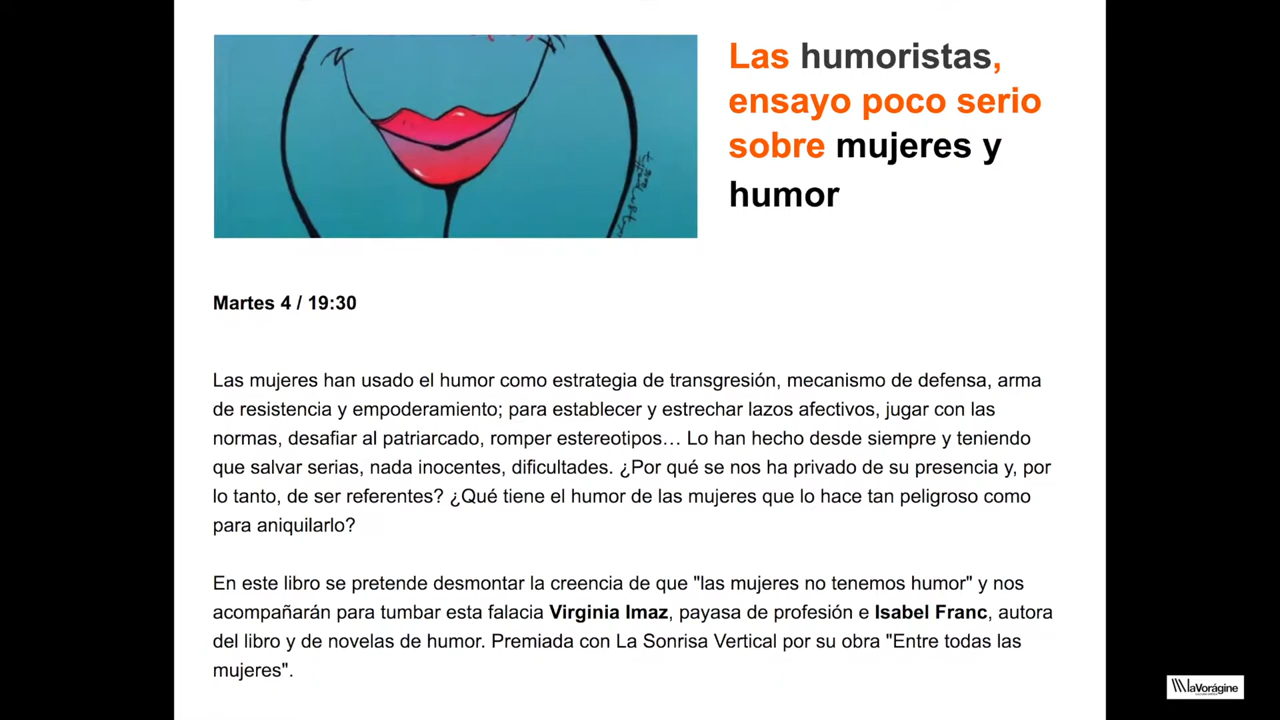 Las humoristas,
ensayo poco serio
sobre mujeres y
humor
Martes 4 / 19:30
Las mujeres han usado el humor como estrategia de transgresión, mecanismo de defensa, arma
de resistencia y empoderamiento; para establecer y estrechar lazos afectivos, jugar con las
normas, desafiar al patriarcado, romper estereotipos… Lo han hecho desde siempre y teniendo
que salvar serias, nada inocentes, dificultades. ¿Por qué se nos ha privado de su presencia y, por
lo tanto, de ser referentes? ¿Qué tiene el humor de las mujeres que lo hace tan peligroso como
para aniquilarlo?
En este libro se pretende desmontar la creencia de que "las mujeres no tenemos humor" y nos
acompañarán para tumbar esta falacia Virginia Imaz, payasa de profesión e Isabel Franc, autora
del libro y de novelas de humor. Premiada con La Sonrisa Vertical por su obra "Entre todas las
mujeres".
laVorágine